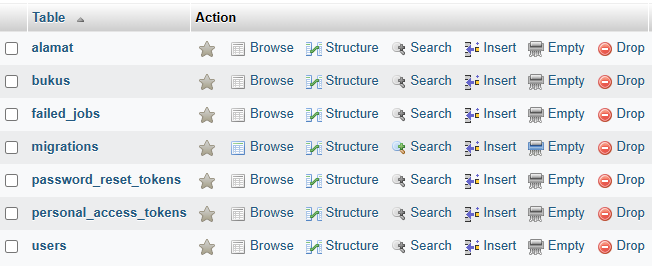 Table Action
alamat Browse Structure Search Insert Empty Drop
bukus Browse Structure Search Insert Empty Drop
failed_jobs Browse Structure Search Insert Empty Drop
migrations Browse Structure Search Insert Empty Drop
password_reset_tokens Browse Structure Search Insert Empty Drop
personal_access_tokens Browse Structure Search Insert Empty Drop
users Browse Structure Search Insert Empty Drop